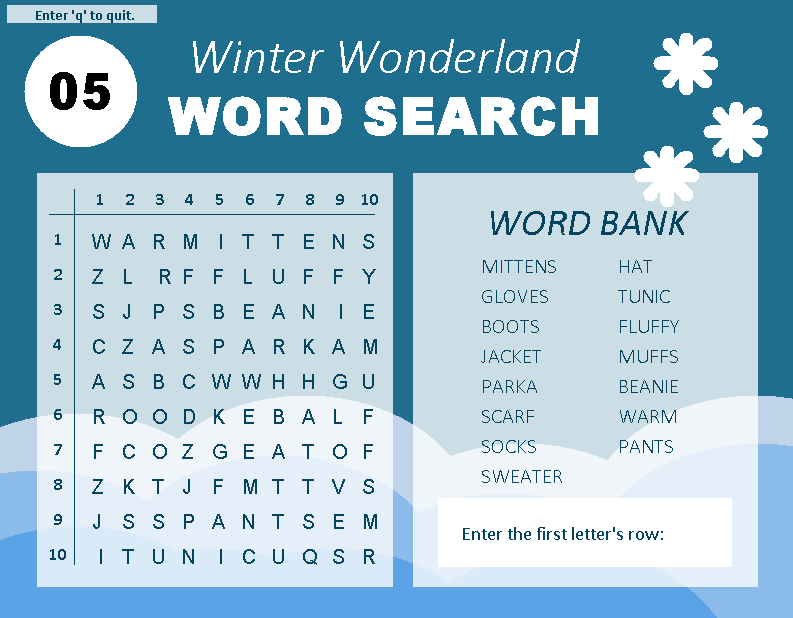 Enter 'q' to quit.
05
Winter Wonderland
WORD SEARCH
1 2 3 4 5 6 7 8 9 10
1 W A R M I T T E N S
2 Z L R F F L U F F Y
3 S J P S B E A N I E
4 C Z A S P A R K A M
5 A S B C W W H H G U
6 R O O D K E B A L F
7 F C O Z G E A T O F
8 Z K T J F M T T V S
9 J S S P A N T S E M
10 I T U N I C U Q S R
WORD BANK
MITTENS HAT
GLOVES TUNIC
BOOTS FLUFFY
JACKET MUFFS
PARKA BEANIE
SCARF WARM
SOCKS PANTS
SWEATER
Enter the first letter's row: